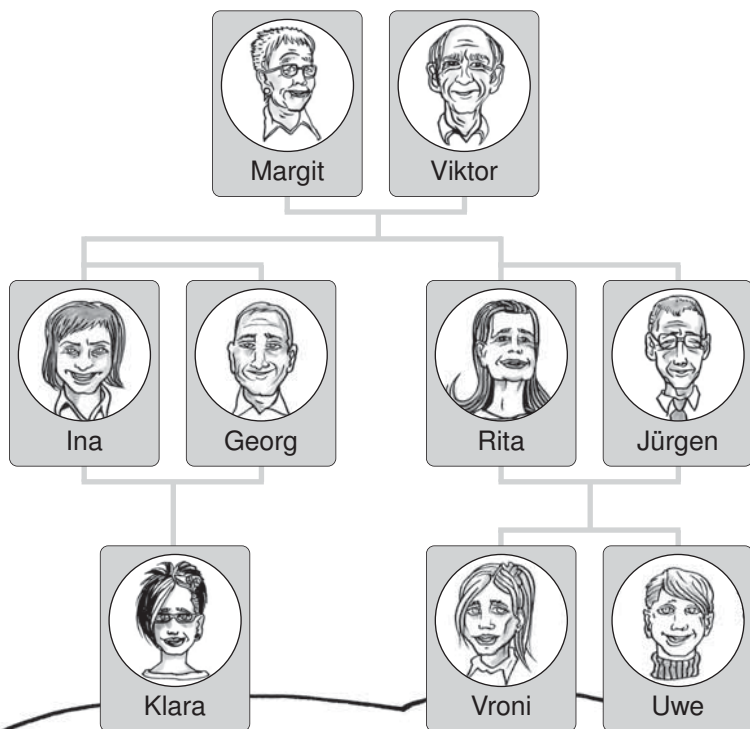 Margit
Viktor
Ina
Georg
Rita
Jürgen
Klara
Vroni
Uwe